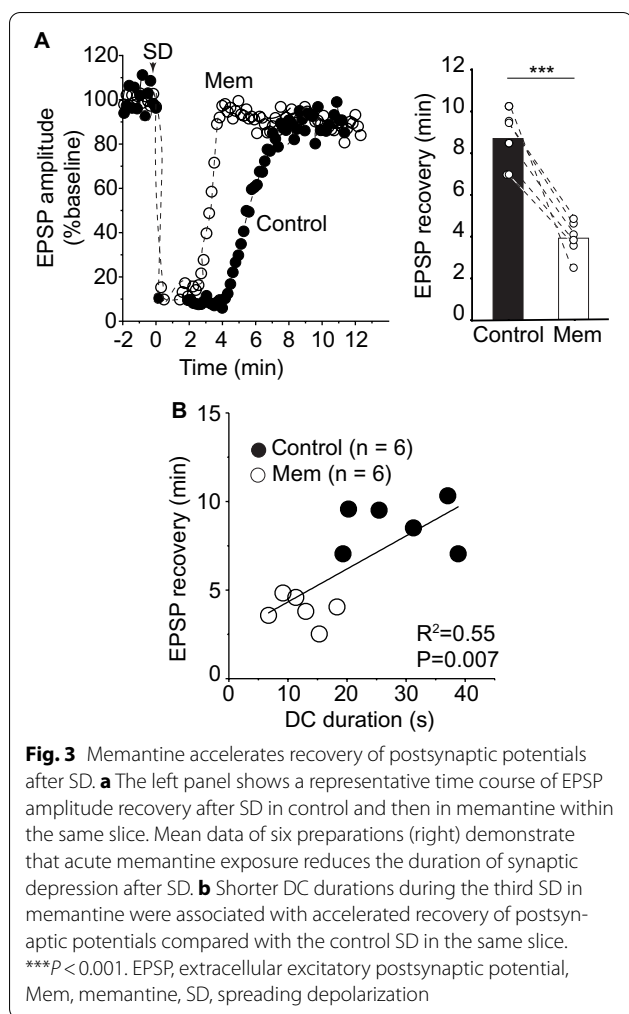 A
SD
Mem
Control
EPSP amplitude
(%baseline)
120
100
80
60
40
20
0
-2 0 2 4 6 8 10 12
Time (min)
***
EPSP recovery (min)
12
10
8
6
4
2
0
Control Mem
B
EPSP recovery (min)
15
10
5
0
Control (n = 6)
Mem (n = 6)
R²=0.55
P=0.007
0 10 20 30 40
DC duration (s)
Fig. 3 Memantine accelerates recovery of postsynaptic potentials
after SD. a The left panel shows a representative time course of EPSP
amplitude recovery after SD in control and then in memantine within
the same slice. Mean data of six preparations (right) demonstrate
that acute memantine exposure reduces the duration of synaptic
depression after SD. b Shorter DC durations during the third SD in
memantine were associated with accelerated recovery of postsyn-
aptic potentials compared with the control SD in the same slice.
***P < 0.001. EPSP, extracellular excitatory postsynaptic potential,
Mem, memantine, SD, spreading depolarization